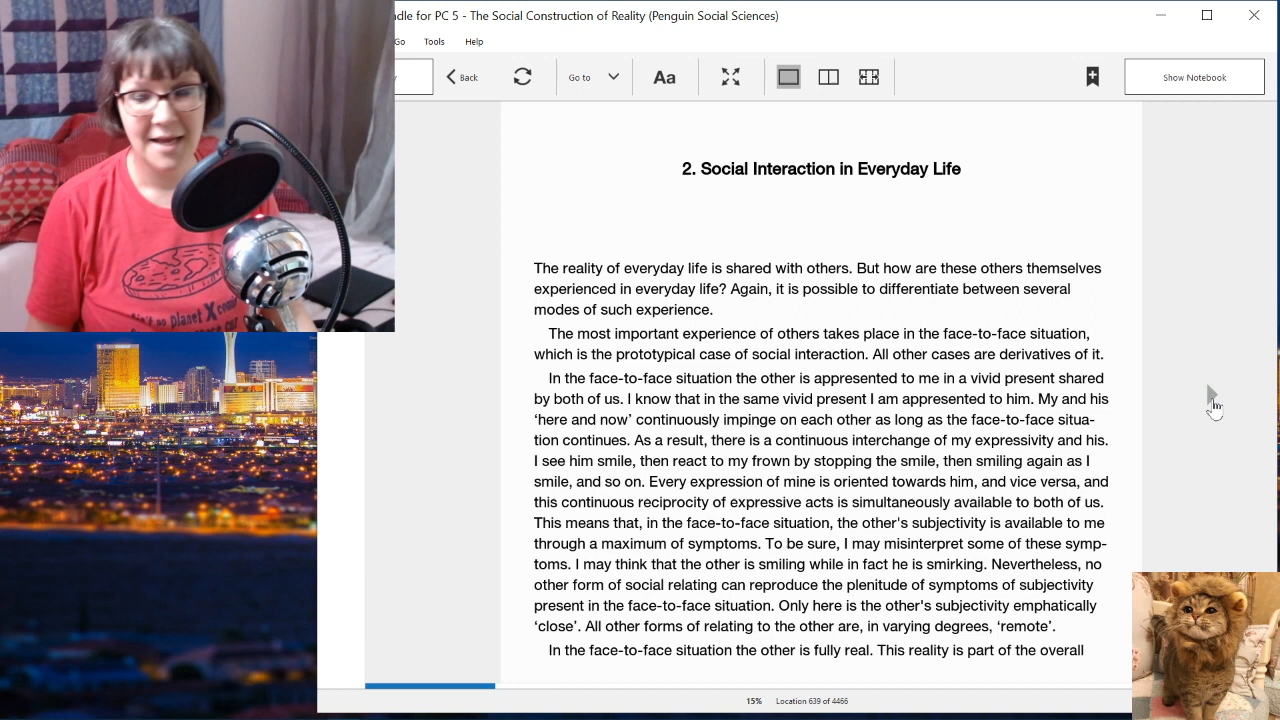 dle for PC 5 - The Social Construction of Reality (Penguin Social Sciences)
Go Tools Help
Back Go to Aa Show Notebook
2. Social Interaction in Everyday Life
The reality of everyday life is shared with others. But how are these others themselves
experienced in everyday life? Again, it is possible to differentiate between several
modes of such experience.
The most important experience of others takes place in the face-to-face situation,
which is the prototypical case of social interaction. All other cases are derivatives of it.
In the face-to-face situation the other is appresented to me in a vivid present shared
by both of us. I know that in the same vivid present I am appresented to him. My and his
‘here and now’ continuously impinge on each other as long as the face-to-face situa-
tion continues. As a result, there is a continuous interchange of my expressivity and his.
I see him smile, then react to my frown by stopping the smile, then smiling again as I
smile, and so on. Every expression of mine is oriented towards him, and vice versa, and
this continuous reciprocity of expressive acts is simultaneously available to both of us.
This means that, in the face-to-face situation, the other's subjectivity is available to me
through a maximum of symptoms. To be sure, I may misinterpret some of these symp-
toms. I may think that the other is smiling while in fact he is smirking. Nevertheless, no
other form of social relating can reproduce the plenitude of symptoms of subjectivity
present in the face-to-face situation. Only here is the other's subjectivity emphatically
‘close’. All other forms of relating to the other are, in varying degrees, ‘remote’.
In the face-to-face situation the other is fully real. This reality is part of the overall
15% Location 639 of 4466
Ain't no planet X